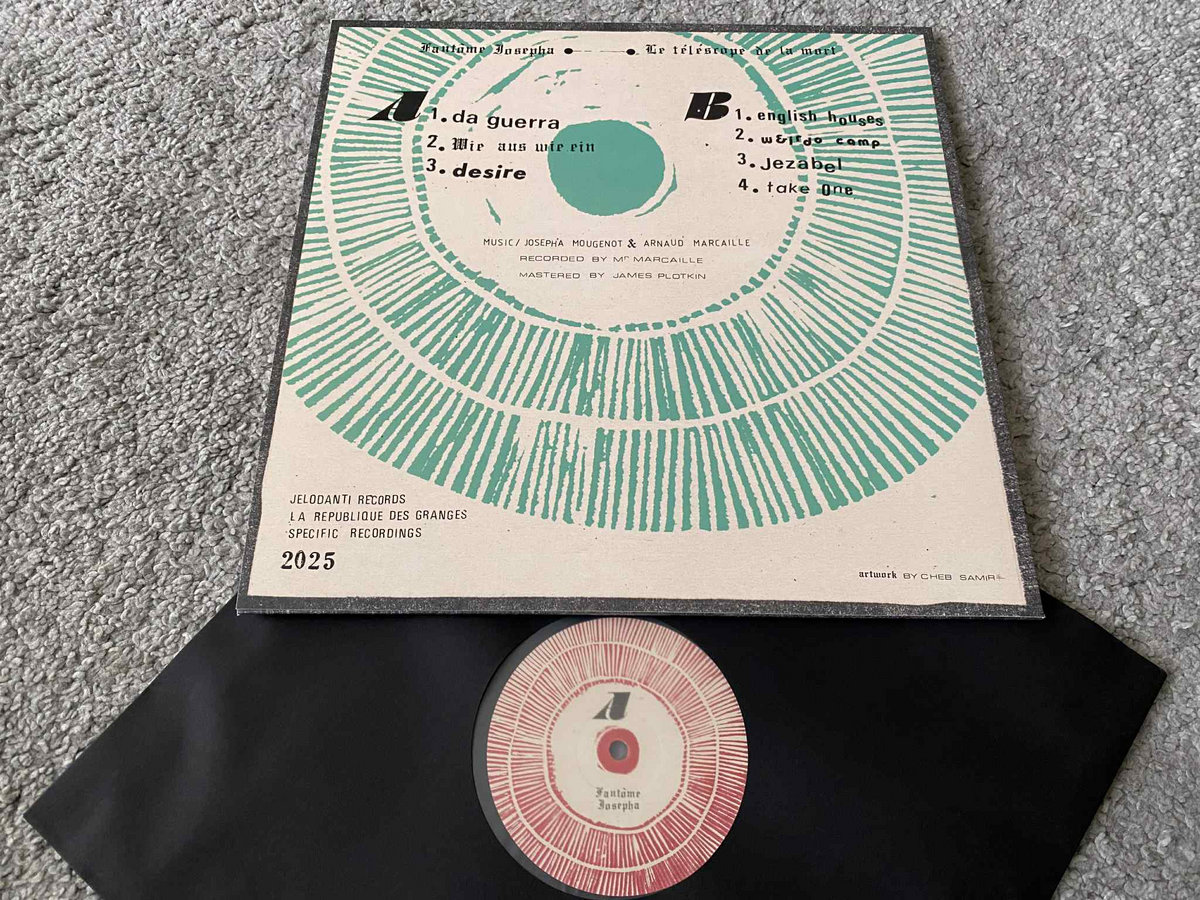 Fantôme Josepha Le téléscope de la mort
A
1. da guerra
2. Wie aus wie ein
3. desire
B
1. english houses
2. weirdo camp
3. Jezabel
4. take One
MUSIC/ JOSEPHA MOUGENOT & ARNAUD MARCAILLE
RECORDED BY Mr MARCAILLE
MASTERED BY JAMES PLOTKIN
JELODANTI RECORDS
LA REPUBLIQUE DES GRANGES
SPECIFIC RECORDINGS
2025
artwork BY CHEB SAMIR
A
Fantôme
Josepha